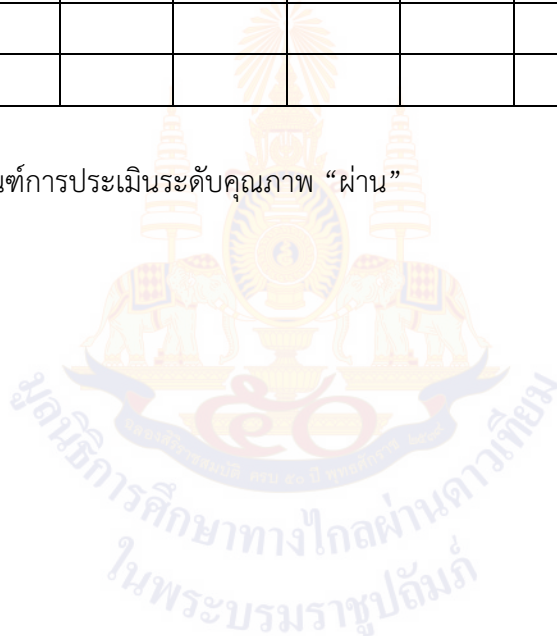 ฑ์การประเมินระดับคุณภาพ “ผ่าน”
๕๐
มูลนิธิการศึกษาทางไกลผ่านดาวเทียม
ในพระบรมราชูปถัมภ์